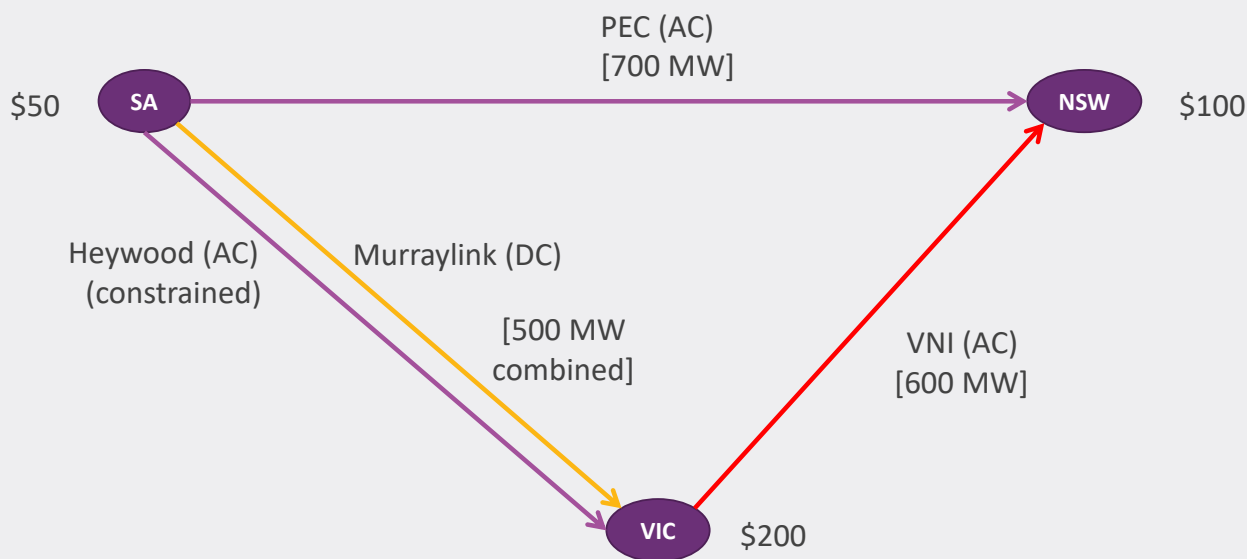 PEC (AC)
[700 MW]
$50
SA
NSW
$100
Heywood (AC)
(constrained)
Murraylink (DC)
[500 MW
combined]
VNI (AC)
[600 MW]
VIC
$200